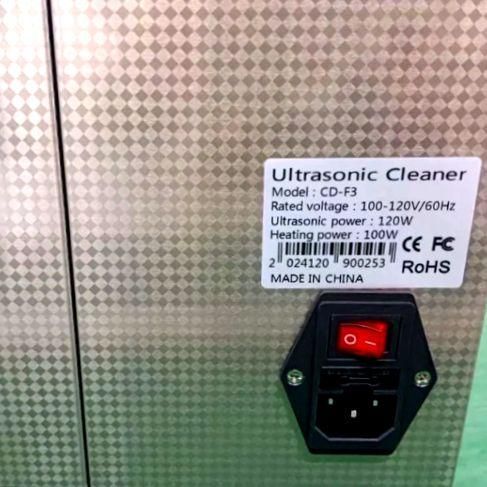 Ultrasonic Cleaner
Model : CD-F3
Rated voltage : 100-120V/60Hz
Ultrasonic power : 120W
Heating power : 100W
CE FC
2 024120 900253
RoHS
MADE IN CHINA